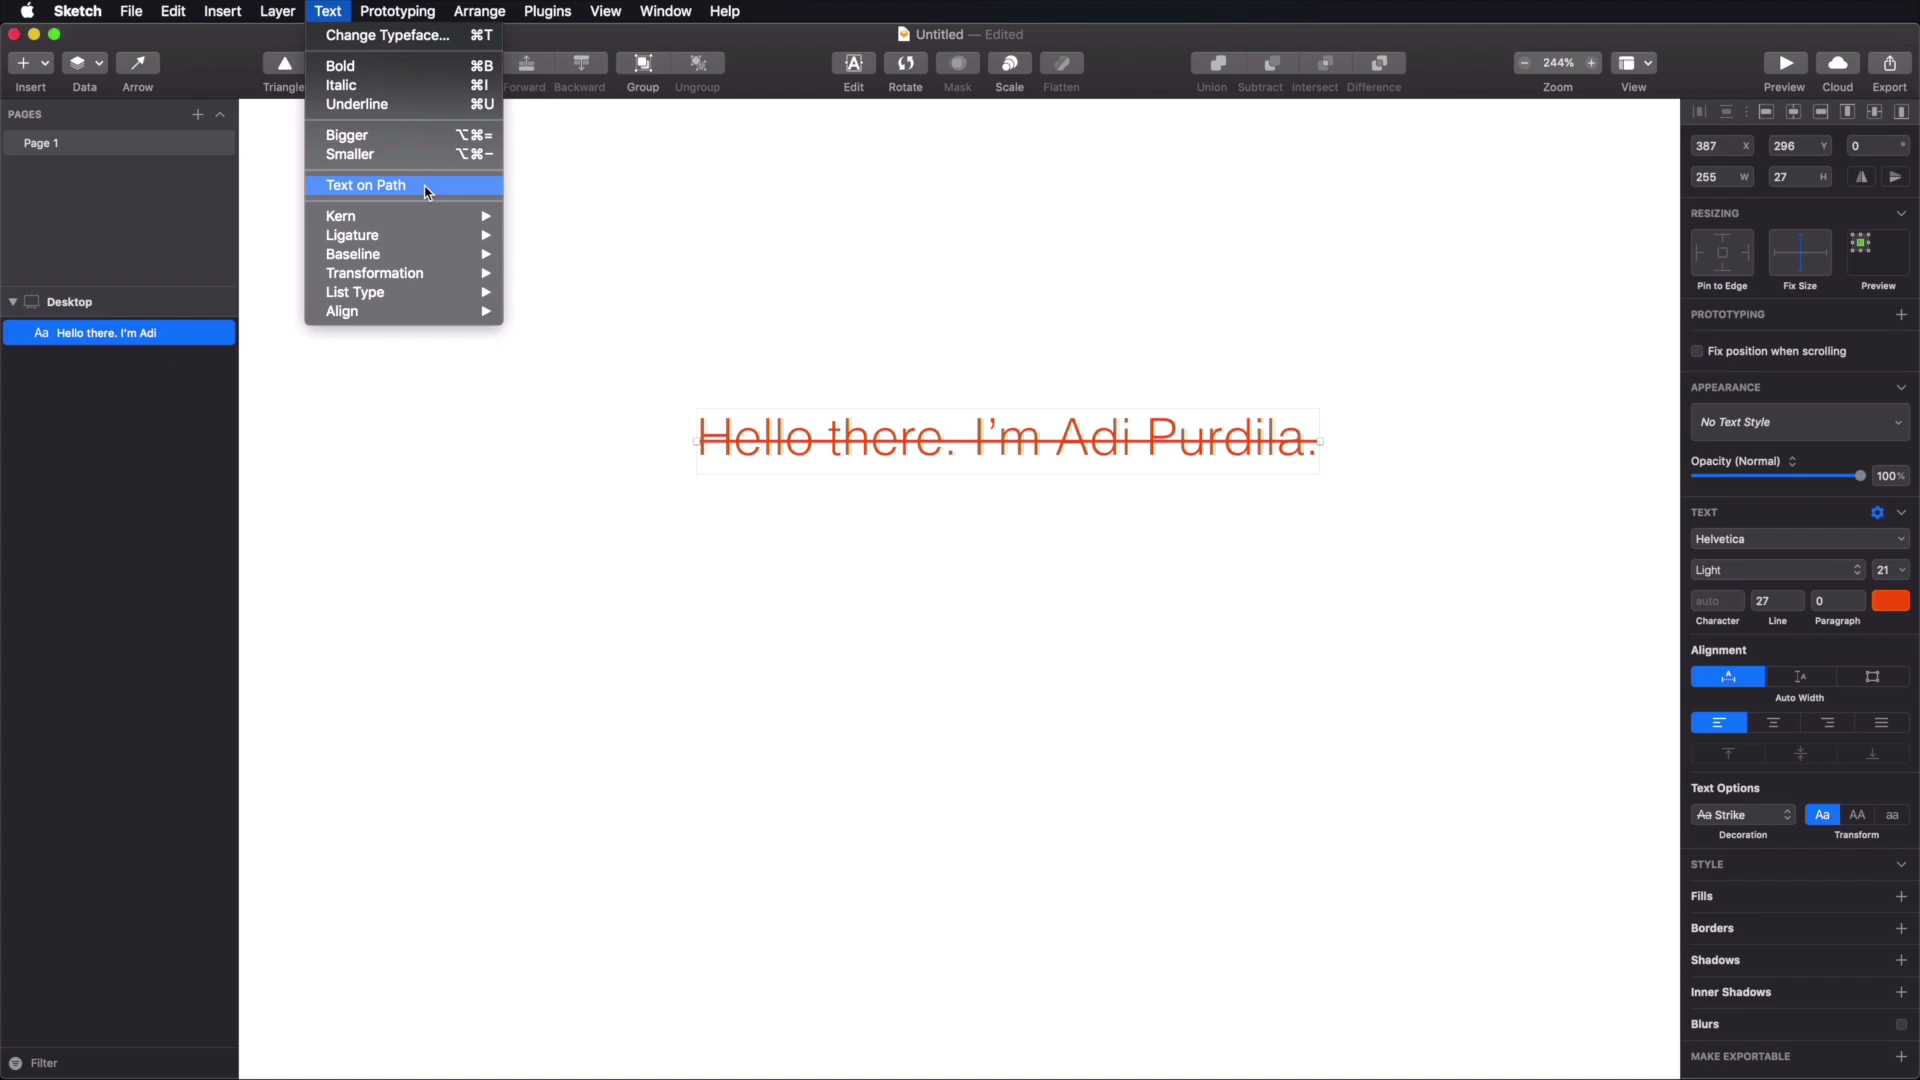 Sketch File Edit Insert Layer Text Prototyping Arrange Plugins View Window Help
Untitled — Edited
Insert Data Arrow Triangle Forward Backward Group Ungroup Edit Rotate Mask Scale Flatten Union Subtract Intersect Difference 244% Zoom View Preview Cloud Export
Change Typeface... ⌘T
Bold ⌘B
Italic ⌘I
Underline ⌘U
Bigger ⌥⌘=
Smaller ⌥⌘−
Text on Path
Kern
Ligature
Baseline
Transformation
List Type
Align
PAGES
Page 1
Desktop
Aa Hello there. I'm Adi
Filter
Hello there. I'm Adi Purdila.
387 X 296 Y 0 °
255 W 27 H
RESIZING
Pin to Edge Fix Size Preview
PROTOTYPING
Fix position when scrolling
APPEARANCE
No Text Style
Opacity (Normal)
100%
TEXT
Helvetica
Light 21
auto 27 0
Character Line Paragraph
Alignment
A A
Auto Width
Text Options
Aa Strike Aa AA aa
Decoration Transform
STYLE
Fills
Borders
Shadows
Inner Shadows
Blurs
MAKE EXPORTABLE